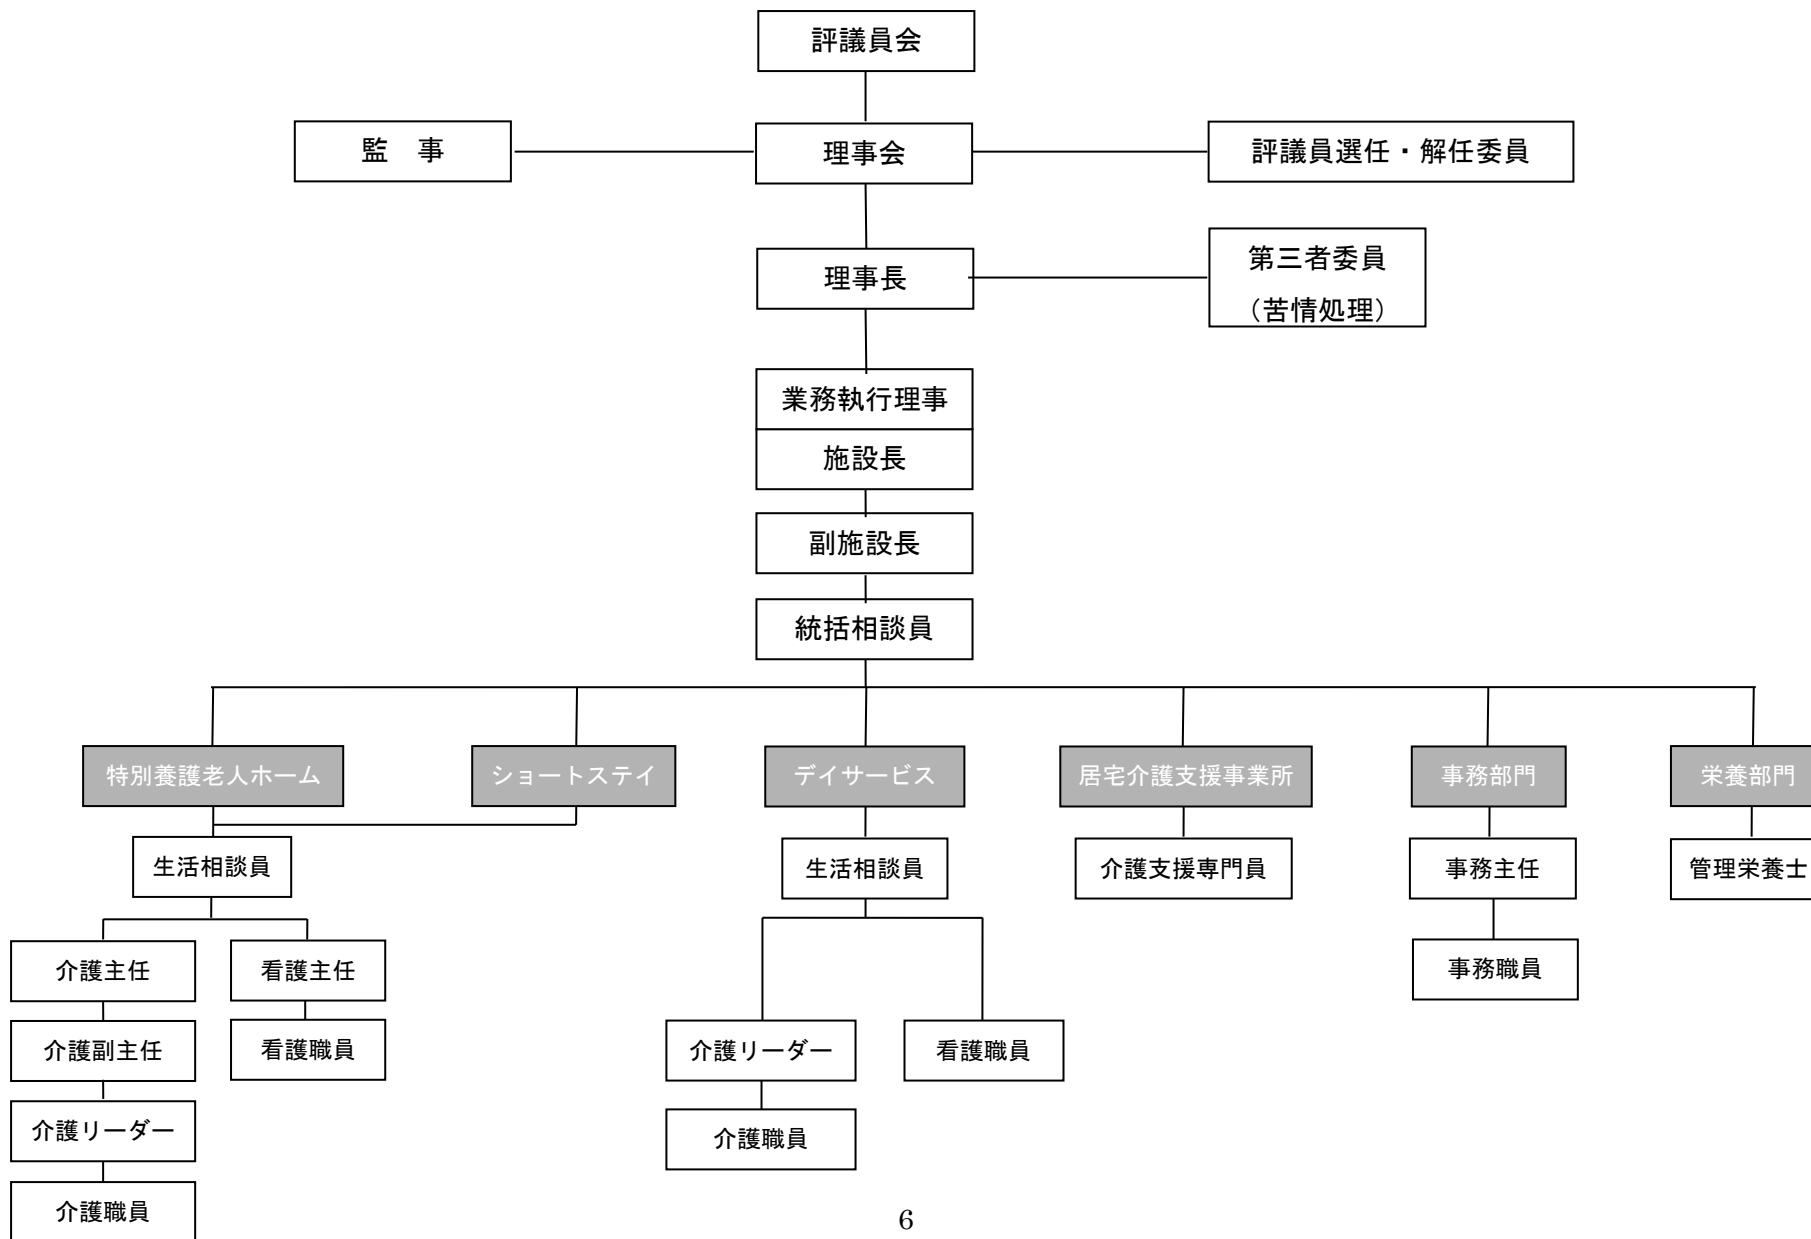 評議員会
監　事
理事会
評議員選任・解任委員
理事長
第三者委員
（苦情処理）
業務執行理事
施設長
副施設長
統括相談員
特別養護老人ホーム
ショートステイ
デイサービス
居宅介護支援事業所
事務部門
栄養部門
生活相談員
生活相談員
介護支援専門員
事務主任
管理栄養士
介護主任
看護主任
事務職員
介護副主任
看護職員
介護リーダー
看護職員
介護リーダー
介護職員
介護職員
6